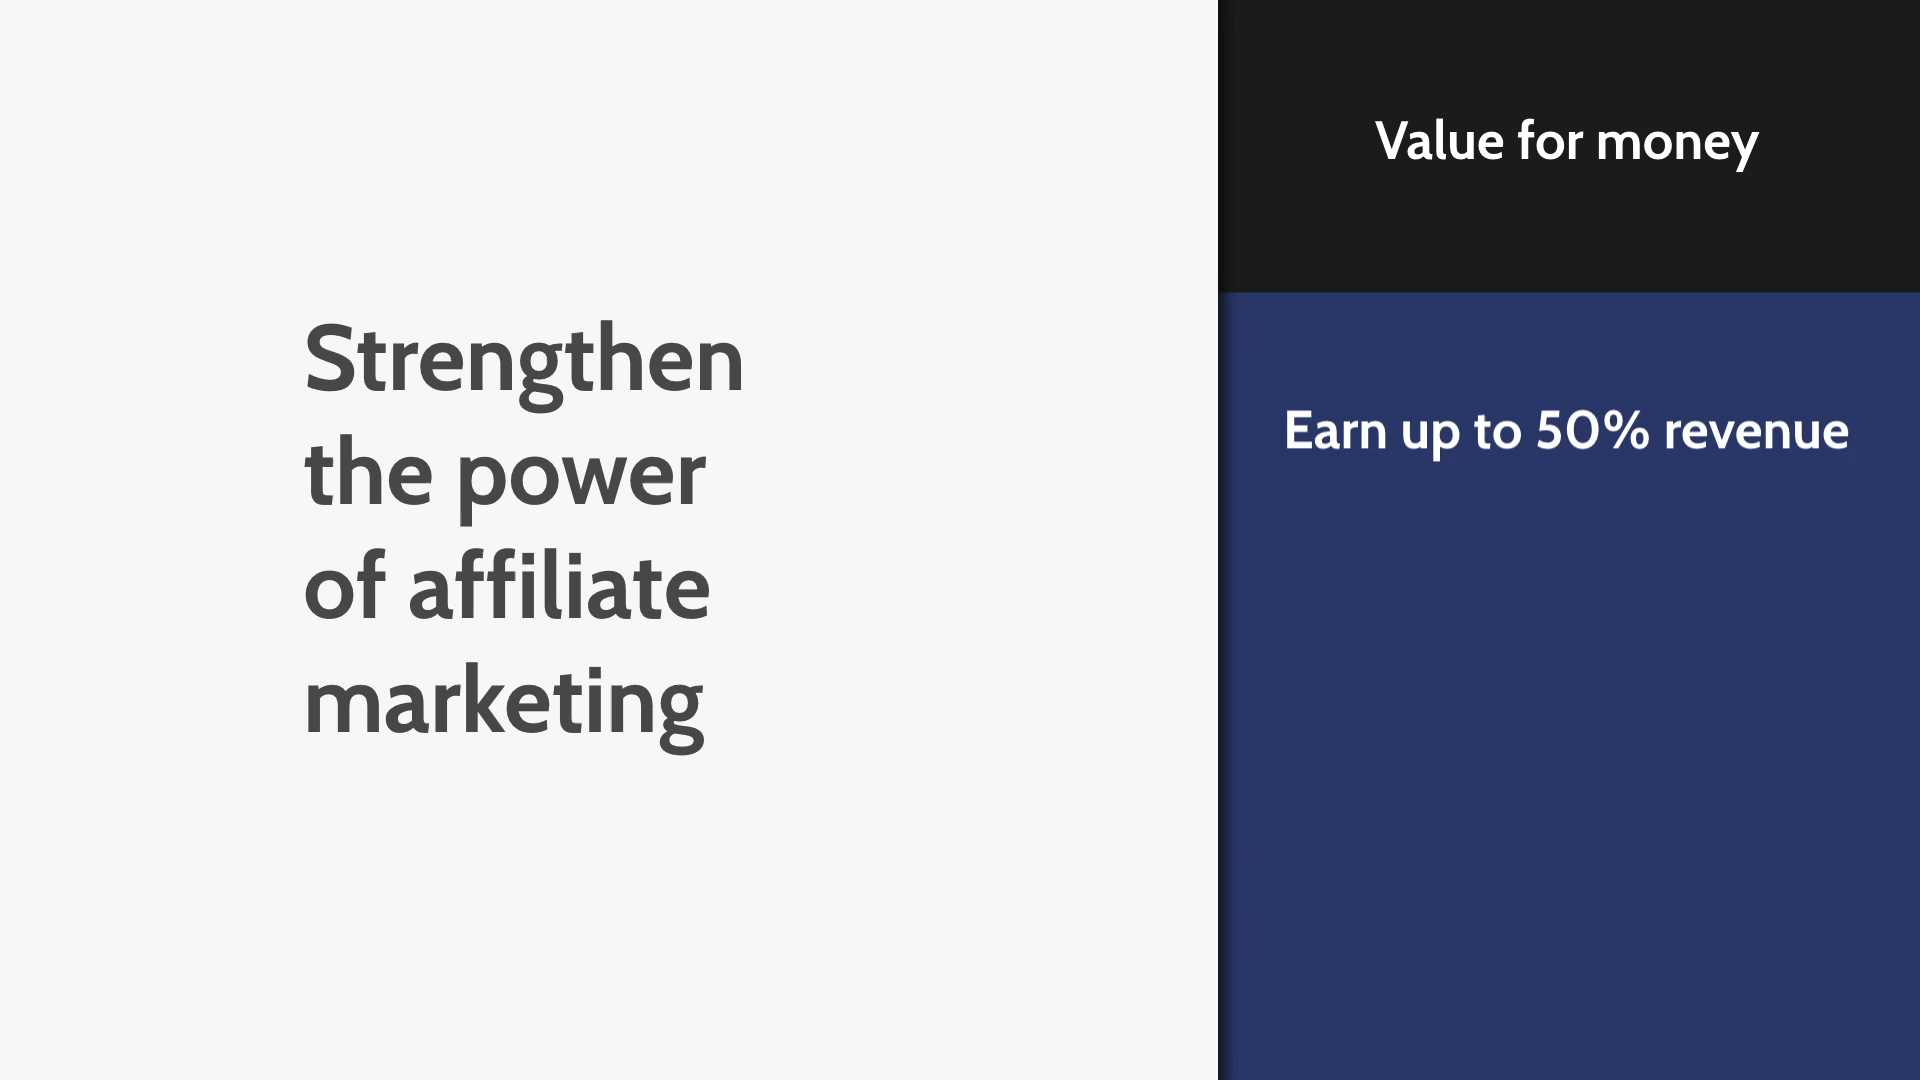 Strengthen
the power
of affiliate
marketing
Value for money
Earn up to 50% revenue